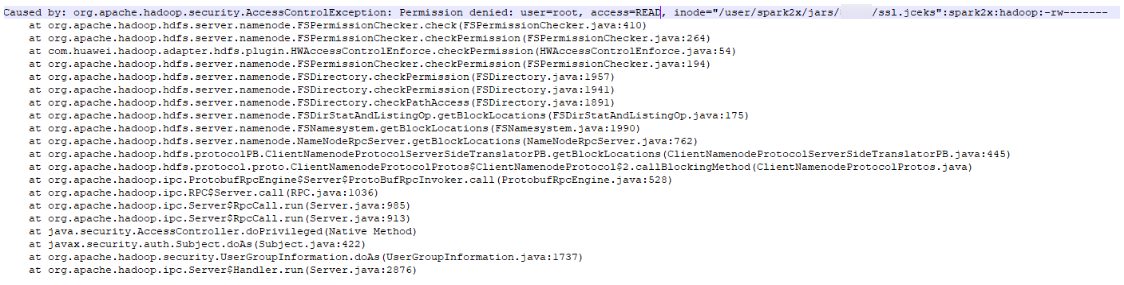 Caused by: org.apache.hadoop.security.AccessControlException: Permission denied: user=root, access=READ, inode="/user/spark2x/jars/ /ssl.jceks":spark2x:hadoop:-rw-------
at org.apache.hadoop.hdfs.server.namenode.FSPermissionChecker.check(FSPermissionChecker.java:410)
at org.apache.hadoop.hdfs.server.namenode.FSPermissionChecker.checkPermission(FSPermissionChecker.java:264)
at com.huawei.hadoop.adapter.hdfs.plugin.HWAccessControlEnforce.checkPermission(HWAccessControlEnforce.java:54)
at org.apache.hadoop.hdfs.server.namenode.FSPermissionChecker.checkPermission(FSPermissionChecker.java:194)
at org.apache.hadoop.hdfs.server.namenode.FSDirectory.checkPermission(FSDirectory.java:1957)
at org.apache.hadoop.hdfs.server.namenode.FSDirectory.checkPermission(FSDirectory.java:1941)
at org.apache.hadoop.hdfs.server.namenode.FSDirectory.checkPathAccess(FSDirectory.java:1891)
at org.apache.hadoop.hdfs.server.namenode.FSDirStatAndListingOp.getBlockLocations(FSDirStatAndListingOp.java:175)
at org.apache.hadoop.hdfs.server.namenode.FSNamesystem.getBlockLocations(FSNamesystem.java:1990)
at org.apache.hadoop.hdfs.server.namenode.NameNodeRpcServer.getBlockLocations(NameNodeRpcServer.java:762)
at org.apache.hadoop.hdfs.protocolPB.ClientNamenodeProtocolServerSideTranslatorPB.getBlockLocations(ClientNamenodeProtocolServerSideTranslatorPB.java:445)
at org.apache.hadoop.hdfs.protocol.proto.ClientNamenodeProtocolProtos$ClientNamenodeProtocol$2.callBlockingMethod(ClientNamenodeProtocolProtos.java)
at org.apache.hadoop.ipc.ProtobufRpcEngine$Server$ProtoBufRpcInvoker.call(ProtobufRpcEngine.java:528)
at org.apache.hadoop.ipc.RPC$Server.call(RPC.java:1036)
at org.apache.hadoop.ipc.Server$RpcCall.run(Server.java:985)
at org.apache.hadoop.ipc.Server$RpcCall.run(Server.java:913)
at java.security.AccessController.doPrivileged(Native Method)
at javax.security.auth.Subject.doAs(Subject.java:422)
at org.apache.hadoop.security.UserGroupInformation.doAs(UserGroupInformation.java:1737)
at org.apache.hadoop.ipc.Server$Handler.run(Server.java:2876)